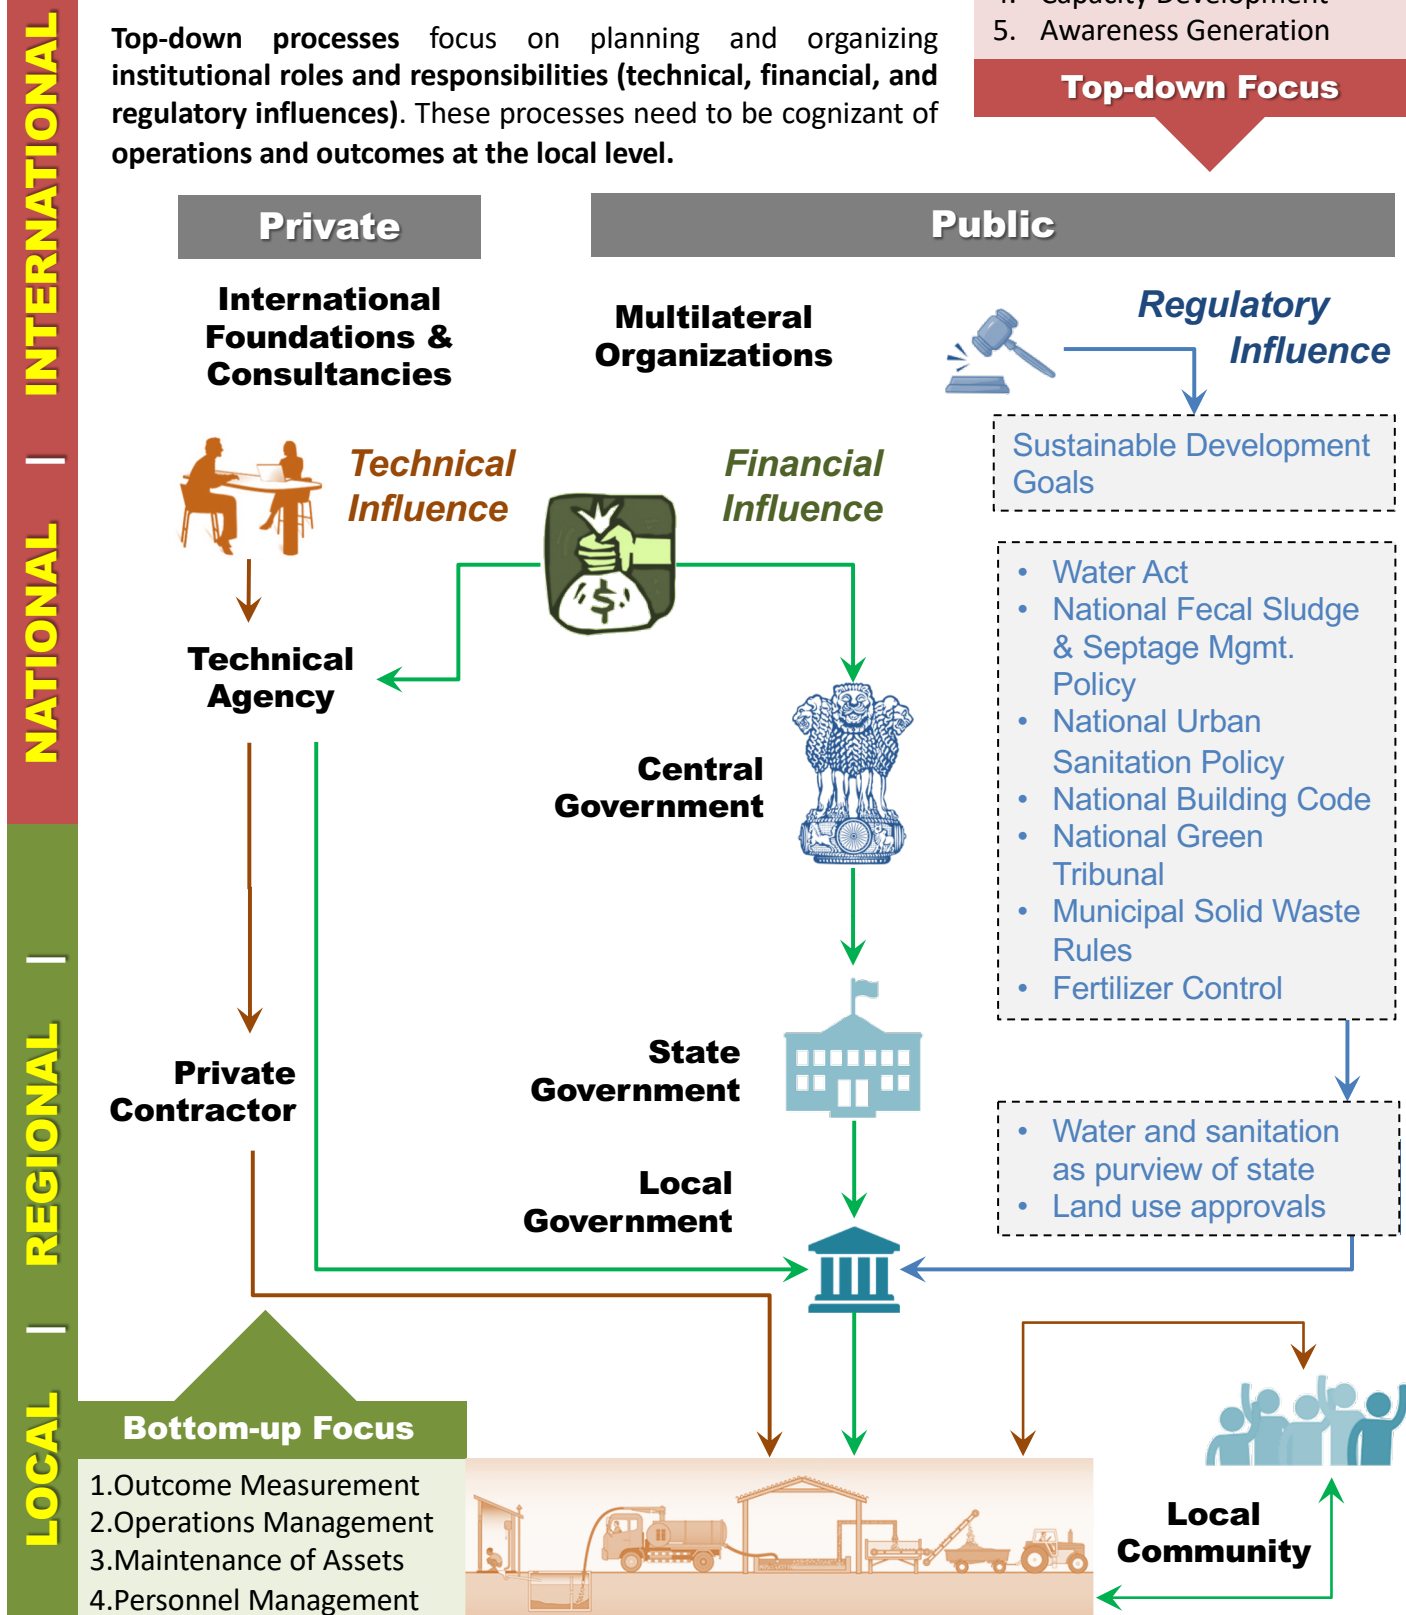 4. Capacity Development
5. Awareness Generation
Top-down Focus
Top-down processes focus on planning and organizing
institutional roles and responsibilities (technical, financial, and
regulatory influences). These processes need to be cognizant of
operations and outcomes at the local level.
INTERNATIONAL
|
NATIONAL
|
REGIONAL
|
LOCAL
Private
Public
International
Foundations &
Consultancies
Multilateral
Organizations
Regulatory
Influence
Technical
Influence
Financial
Influence
Sustainable Development
Goals
• Water Act
• National Fecal Sludge
& Septage Mgmt.
Policy
• National Urban
Sanitation Policy
• National Building Code
• National Green
Tribunal
• Municipal Solid Waste
Rules
• Fertilizer Control
Technical
Agency
Central
Government
State
Government
Private
Contractor
• Water and sanitation
as purview of state
• Land use approvals
Local
Government
Bottom-up Focus
1.Outcome Measurement
2.Operations Management
3.Maintenance of Assets
4.Personnel Management
Local
Community